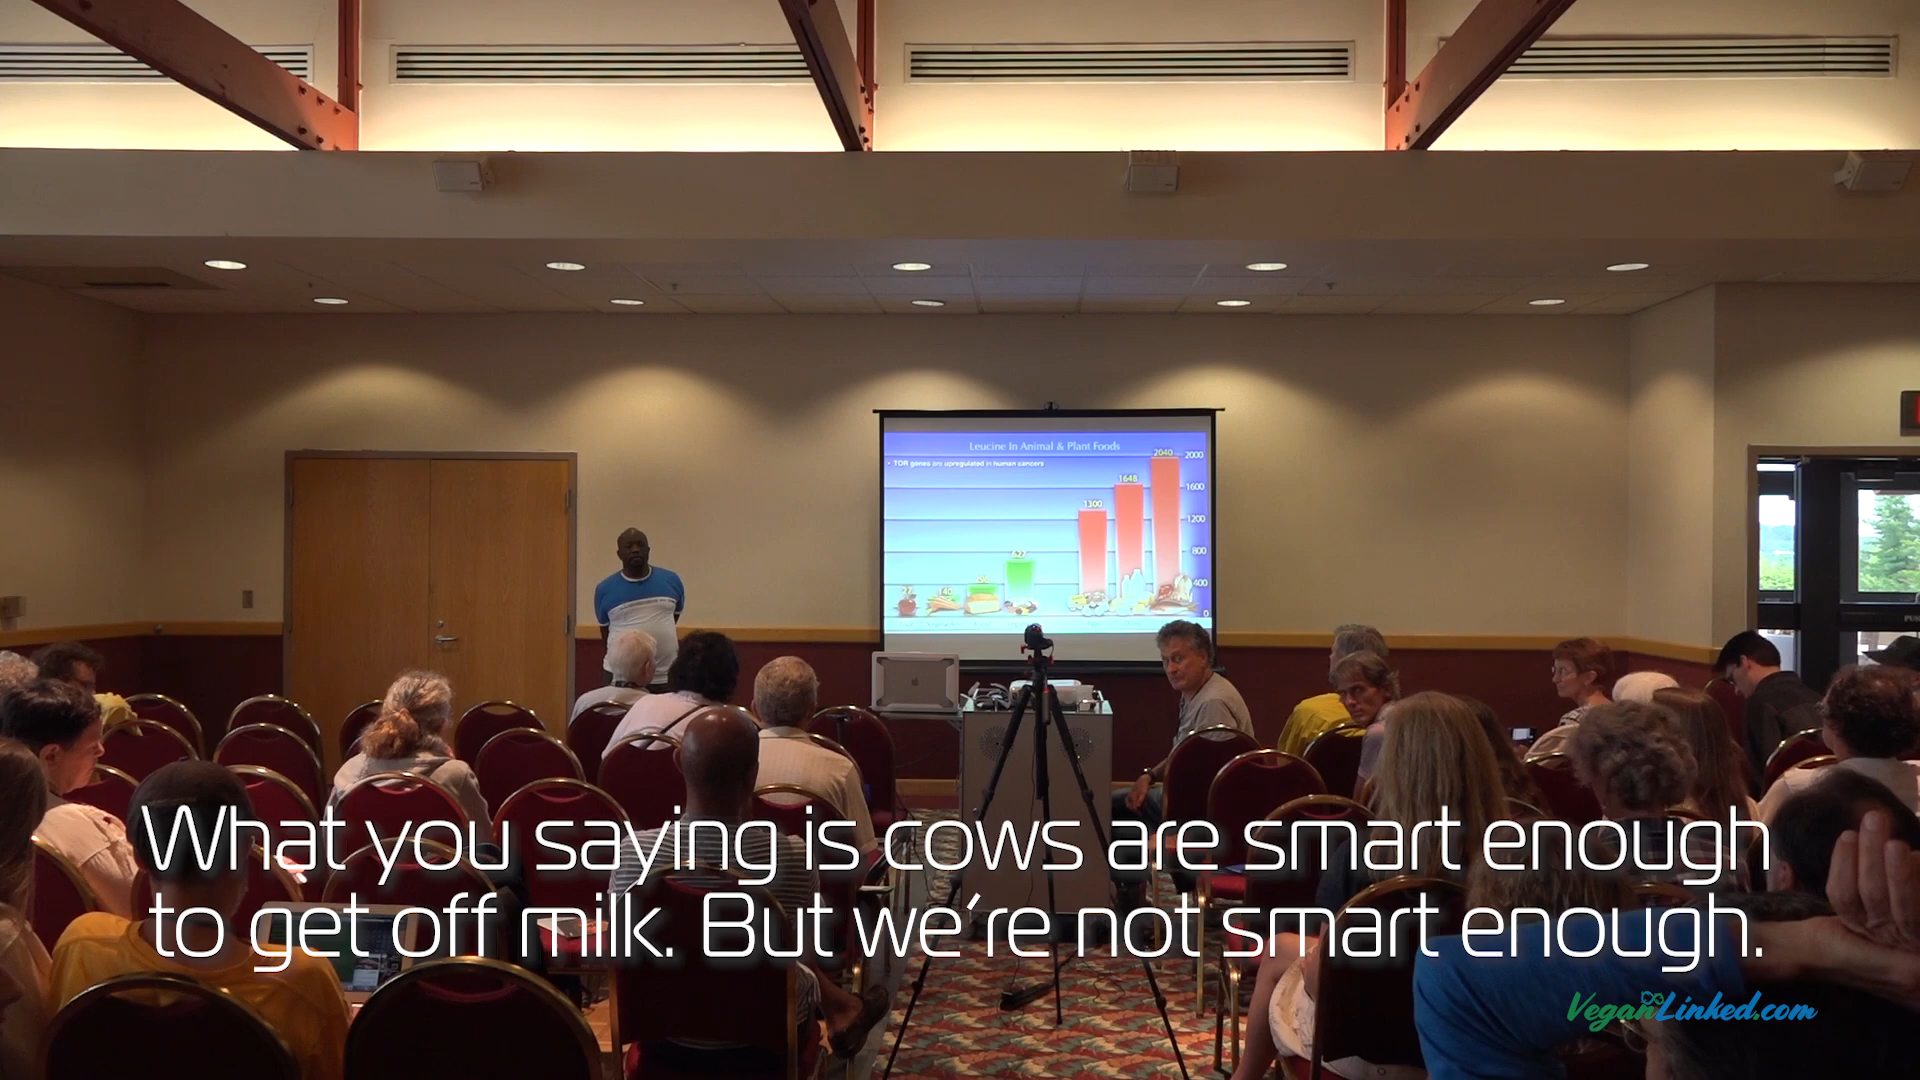 Leucine In Animal & Plant Foods
• TOR genes are upregulated in human cancers
2040
2000
1648
1600
1300
1200
627
800
140
400
0
What you saying is cows are smart enough
to get off milk. But we're not smart enough.
VeganLinked.com